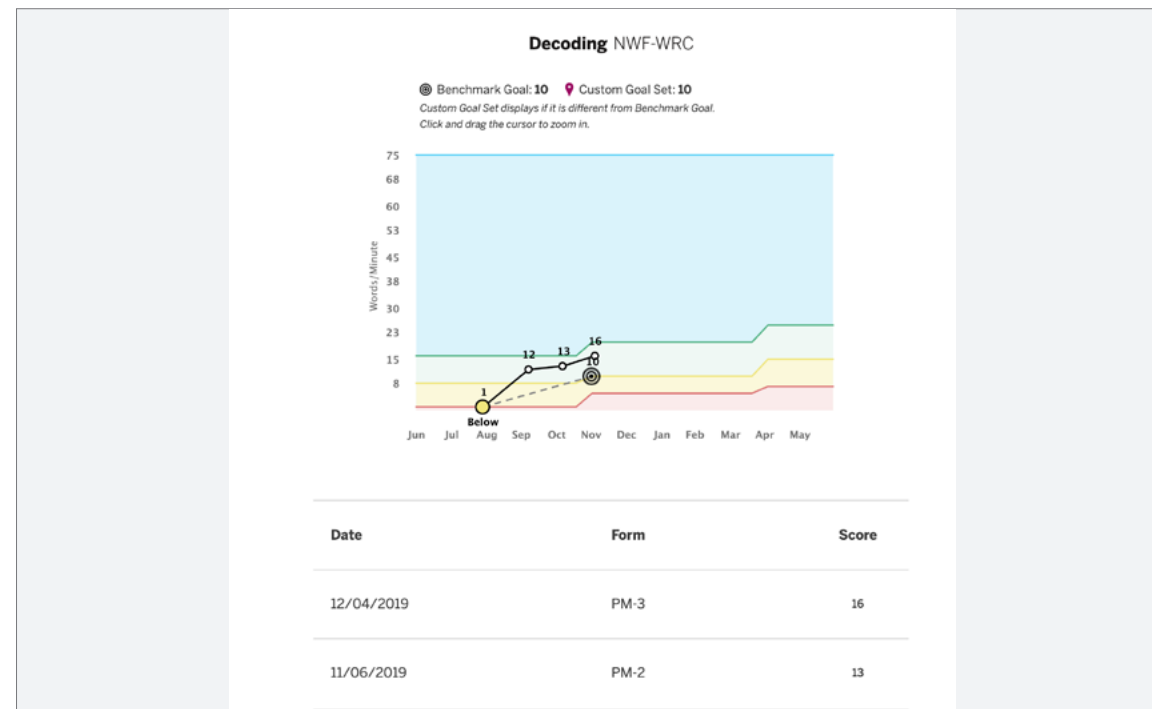 Decoding NWF-WRC
Benchmark Goal: 10 Custom Goal Set: 10
Custom Goal Set displays if it is different from Benchmark Goal.
Click and drag the cursor to zoom in.
75
68
60
53
45
38
30
23
15
8
Words/Minute
1
12
13
16
10
Below
Jun Jul Aug Sep Oct Nov Dec Jan Feb Mar Apr May
Date Form Score
12/04/2019 PM-3 16
11/06/2019 PM-2 13